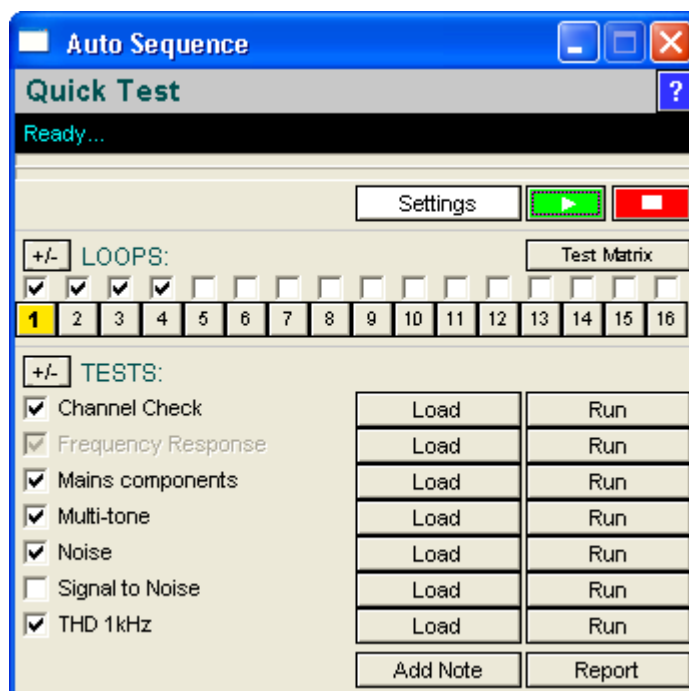 Auto Sequence
Quick Test ?
Ready...
Settings
+/- LOOPS: Test Matrix
1 2 3 4 5 6 7 8 9 10 11 12 13 14 15 16
+/- TESTS:
Channel Check Load Run
Frequency Response Load Run
Mains components Load Run
Multi-tone Load Run
Noise Load Run
Signal to Noise Load Run
THD 1kHz Load Run
Add Note Report